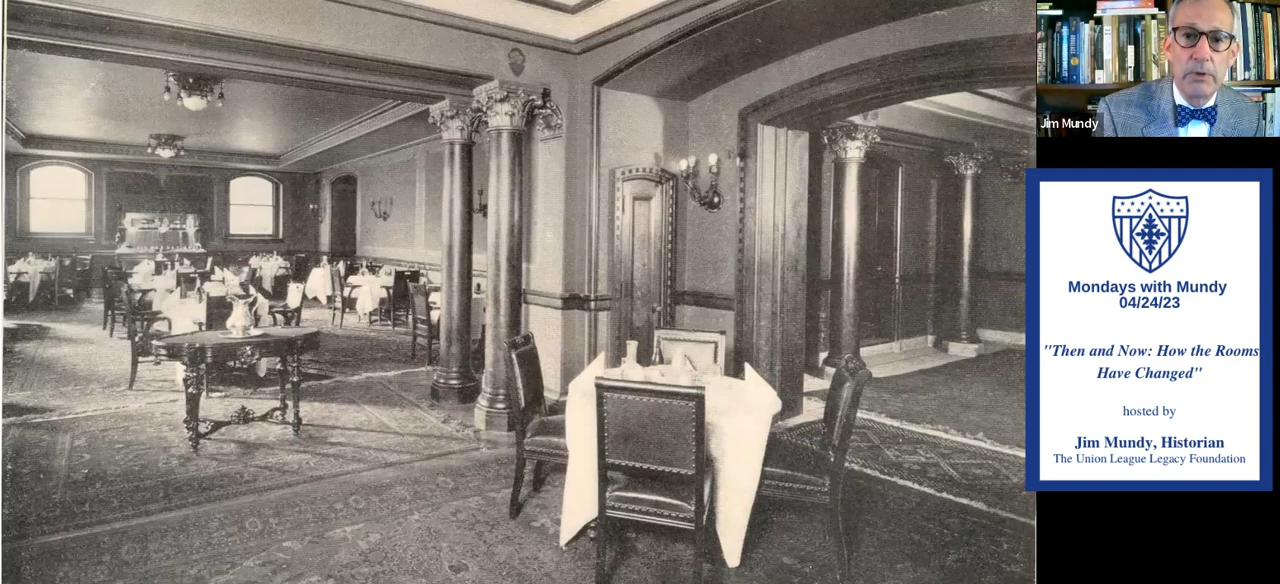 Jim Mundy
Mondays with Mundy
04/24/23
"Then and Now: How the Rooms
Have Changed"
hosted by
Jim Mundy, Historian
The Union League Legacy Foundation